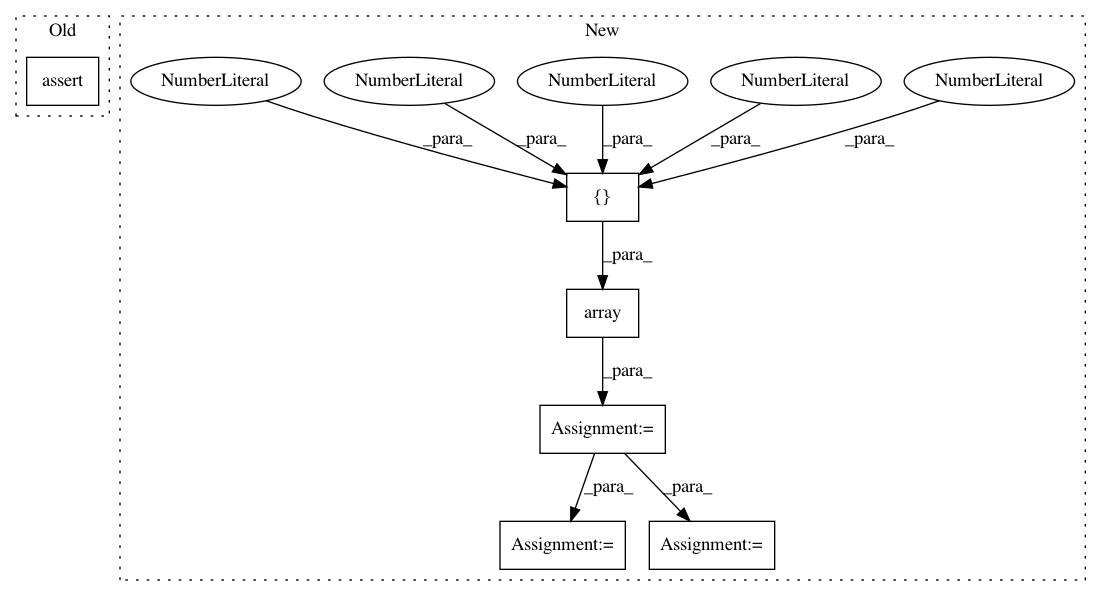 Old
New
assert
NumberLiteral
NumberLiteral
NumberLiteral
NumberLiteral
NumberLiteral
_para_
_para_
_para_
_para_
_para_
{}
_para_
array
_para_
Assignment:=
_para_
_para_
Assignment:=
Assignment:=